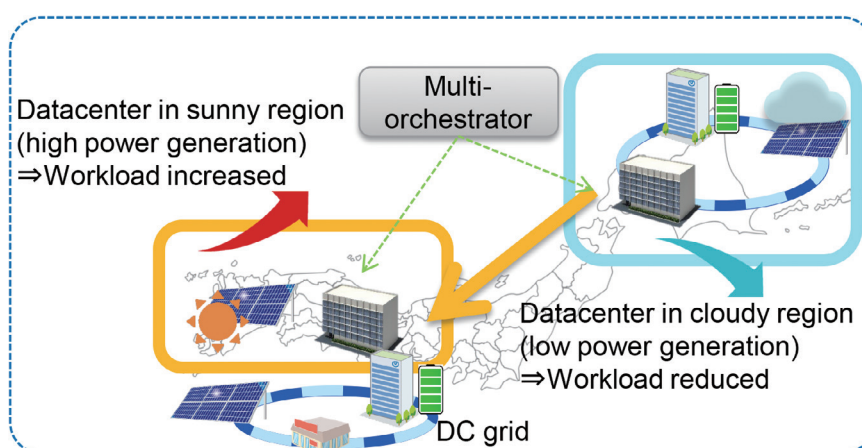 Multi-
orchestrator
Datacenter in sunny region
(high power generation)
⇒Workload increased
Datacenter in cloudy region
(low power generation)
⇒Workload reduced
DC grid